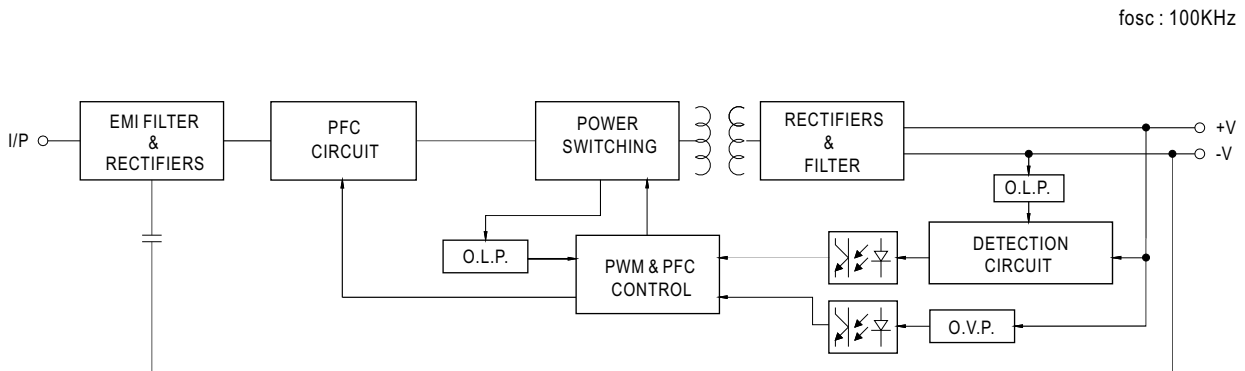 fosc : 100KHz
I/P
EMI FILTER
&
RECTIFIERS
PFC
CIRCUIT
POWER
SWITCHING
RECTIFIERS
&
FILTER
+V
-V
O.L.P.
DETECTION
CIRCUIT
O.L.P.
PWM & PFC
CONTROL
O.V.P.